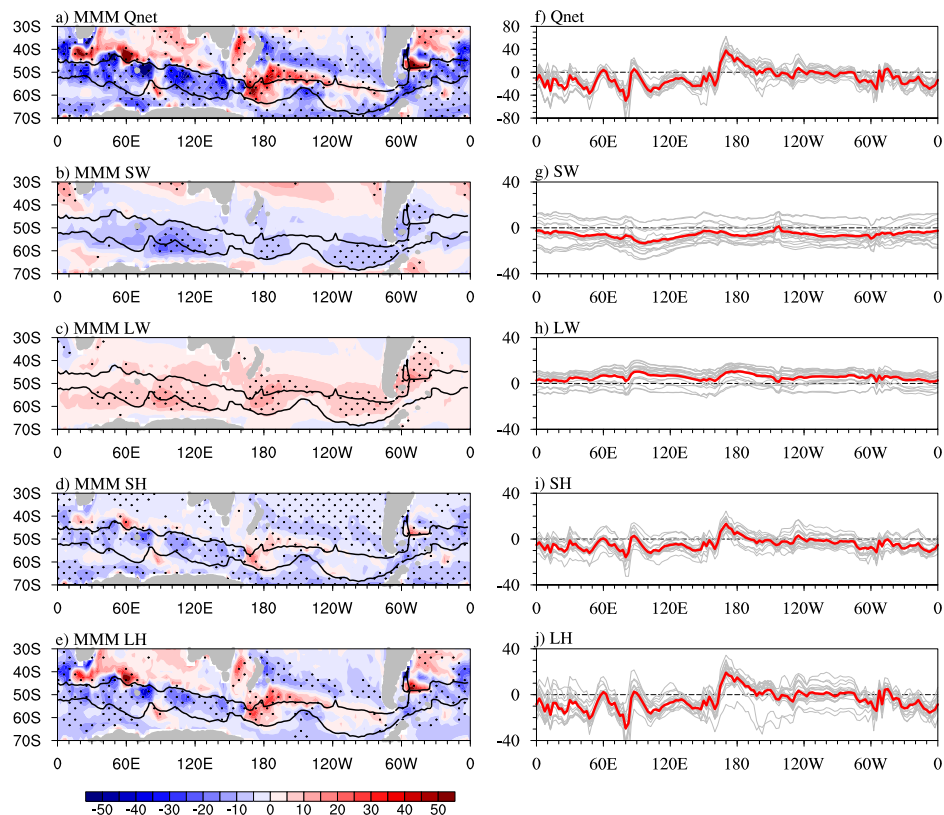 a) MMM Qnet
30S
40S
50S
60S
70S
0 60E 120E 180 120W 60W 0
b) MMM SW
30S
40S
50S
60S
70S
0 60E 120E 180 120W 60W 0
c) MMM LW
30S
40S
50S
60S
70S
0 60E 120E 180 120W 60W 0
d) MMM SH
30S
40S
50S
60S
70S
0 60E 120E 180 120W 60W 0
e) MMM LH
30S
40S
50S
60S
70S
0 60E 120E 180 120W 60W 0
-50 -40 -30 -20 -10 0 10 20 30 40 50
f) Qnet
80
40
0
-40
-80
0 60E 120E 180 120W 60W 0
g) SW
40
0
-40
0 60E 120E 180 120W 60W 0
h) LW
40
0
-40
0 60E 120E 180 120W 60W 0
i) SH
40
0
-40
0 60E 120E 180 120W 60W 0
j) LH
40
0
-40
0 60E 120E 180 120W 60W 0